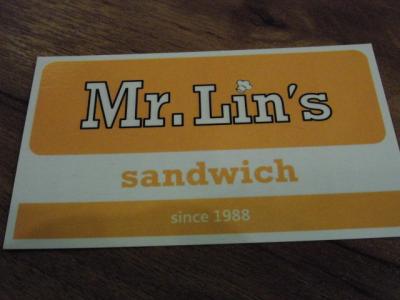 Mr. Lin's
sandwich
since 1988